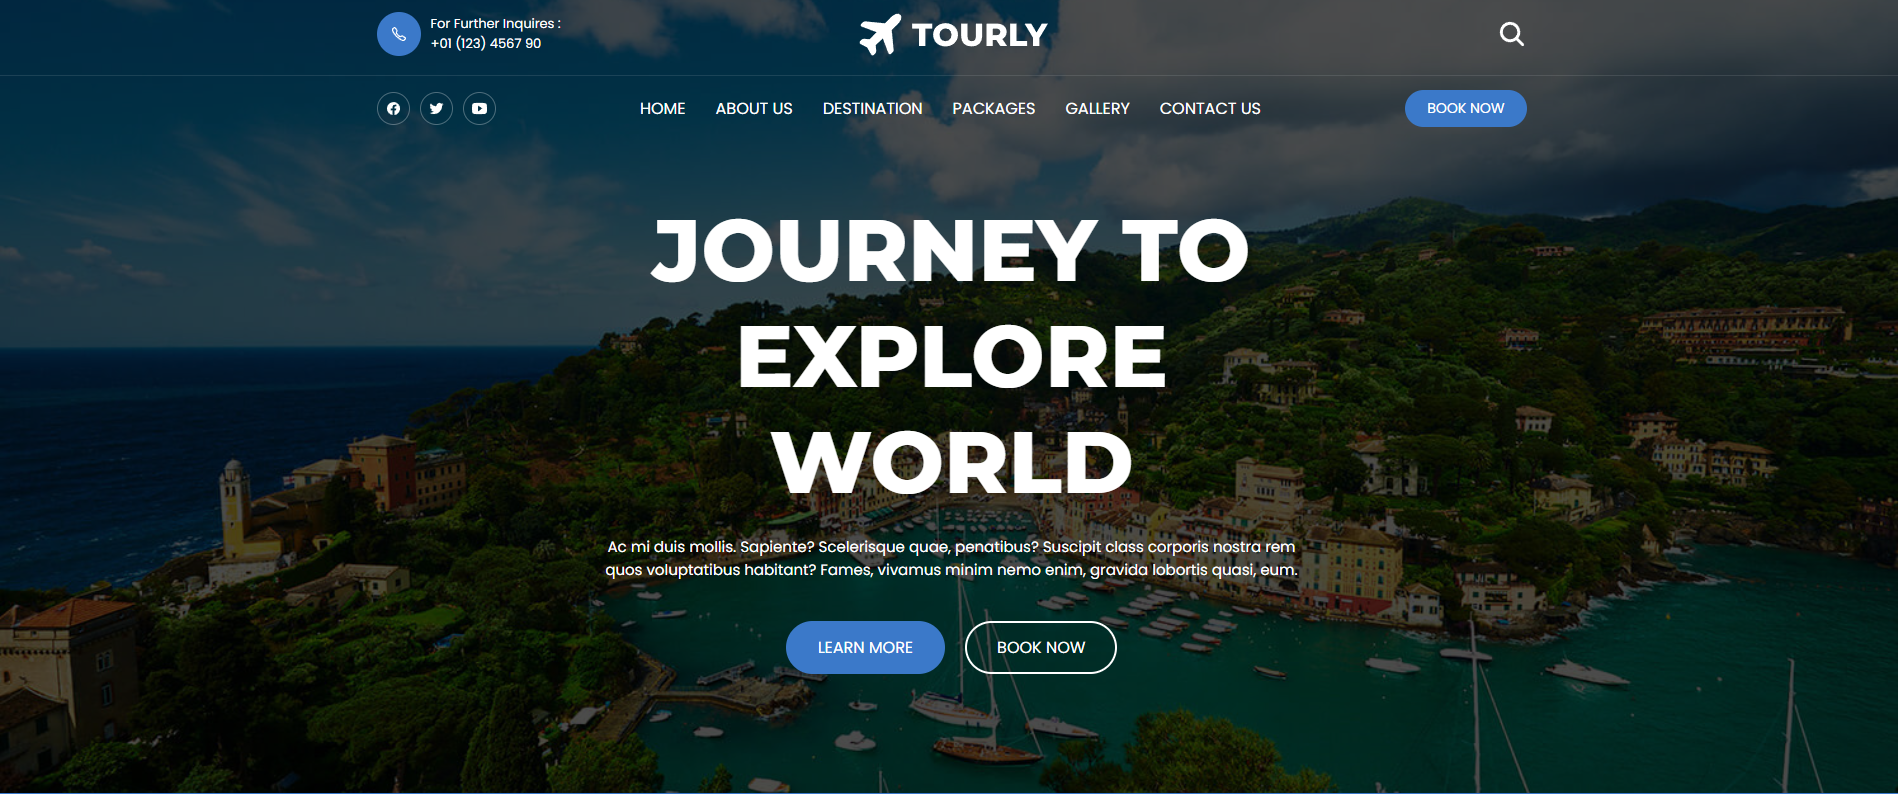 For Further Inquires :
+01 (123) 4567 90
TOURLY
HOME ABOUT US DESTINATION PACKAGES GALLERY CONTACT US
BOOK NOW
JOURNEY TO
EXPLORE
WORLD
Ac mi duis mollis. Sapiente? Scelerisque quae, penatibus? Suscipit class corporis nostra rem
quos voluptatibus habitant? Fames, vivamus minim nemo enim, gravida lobortis quasi, eum.
LEARN MORE
BOOK NOW